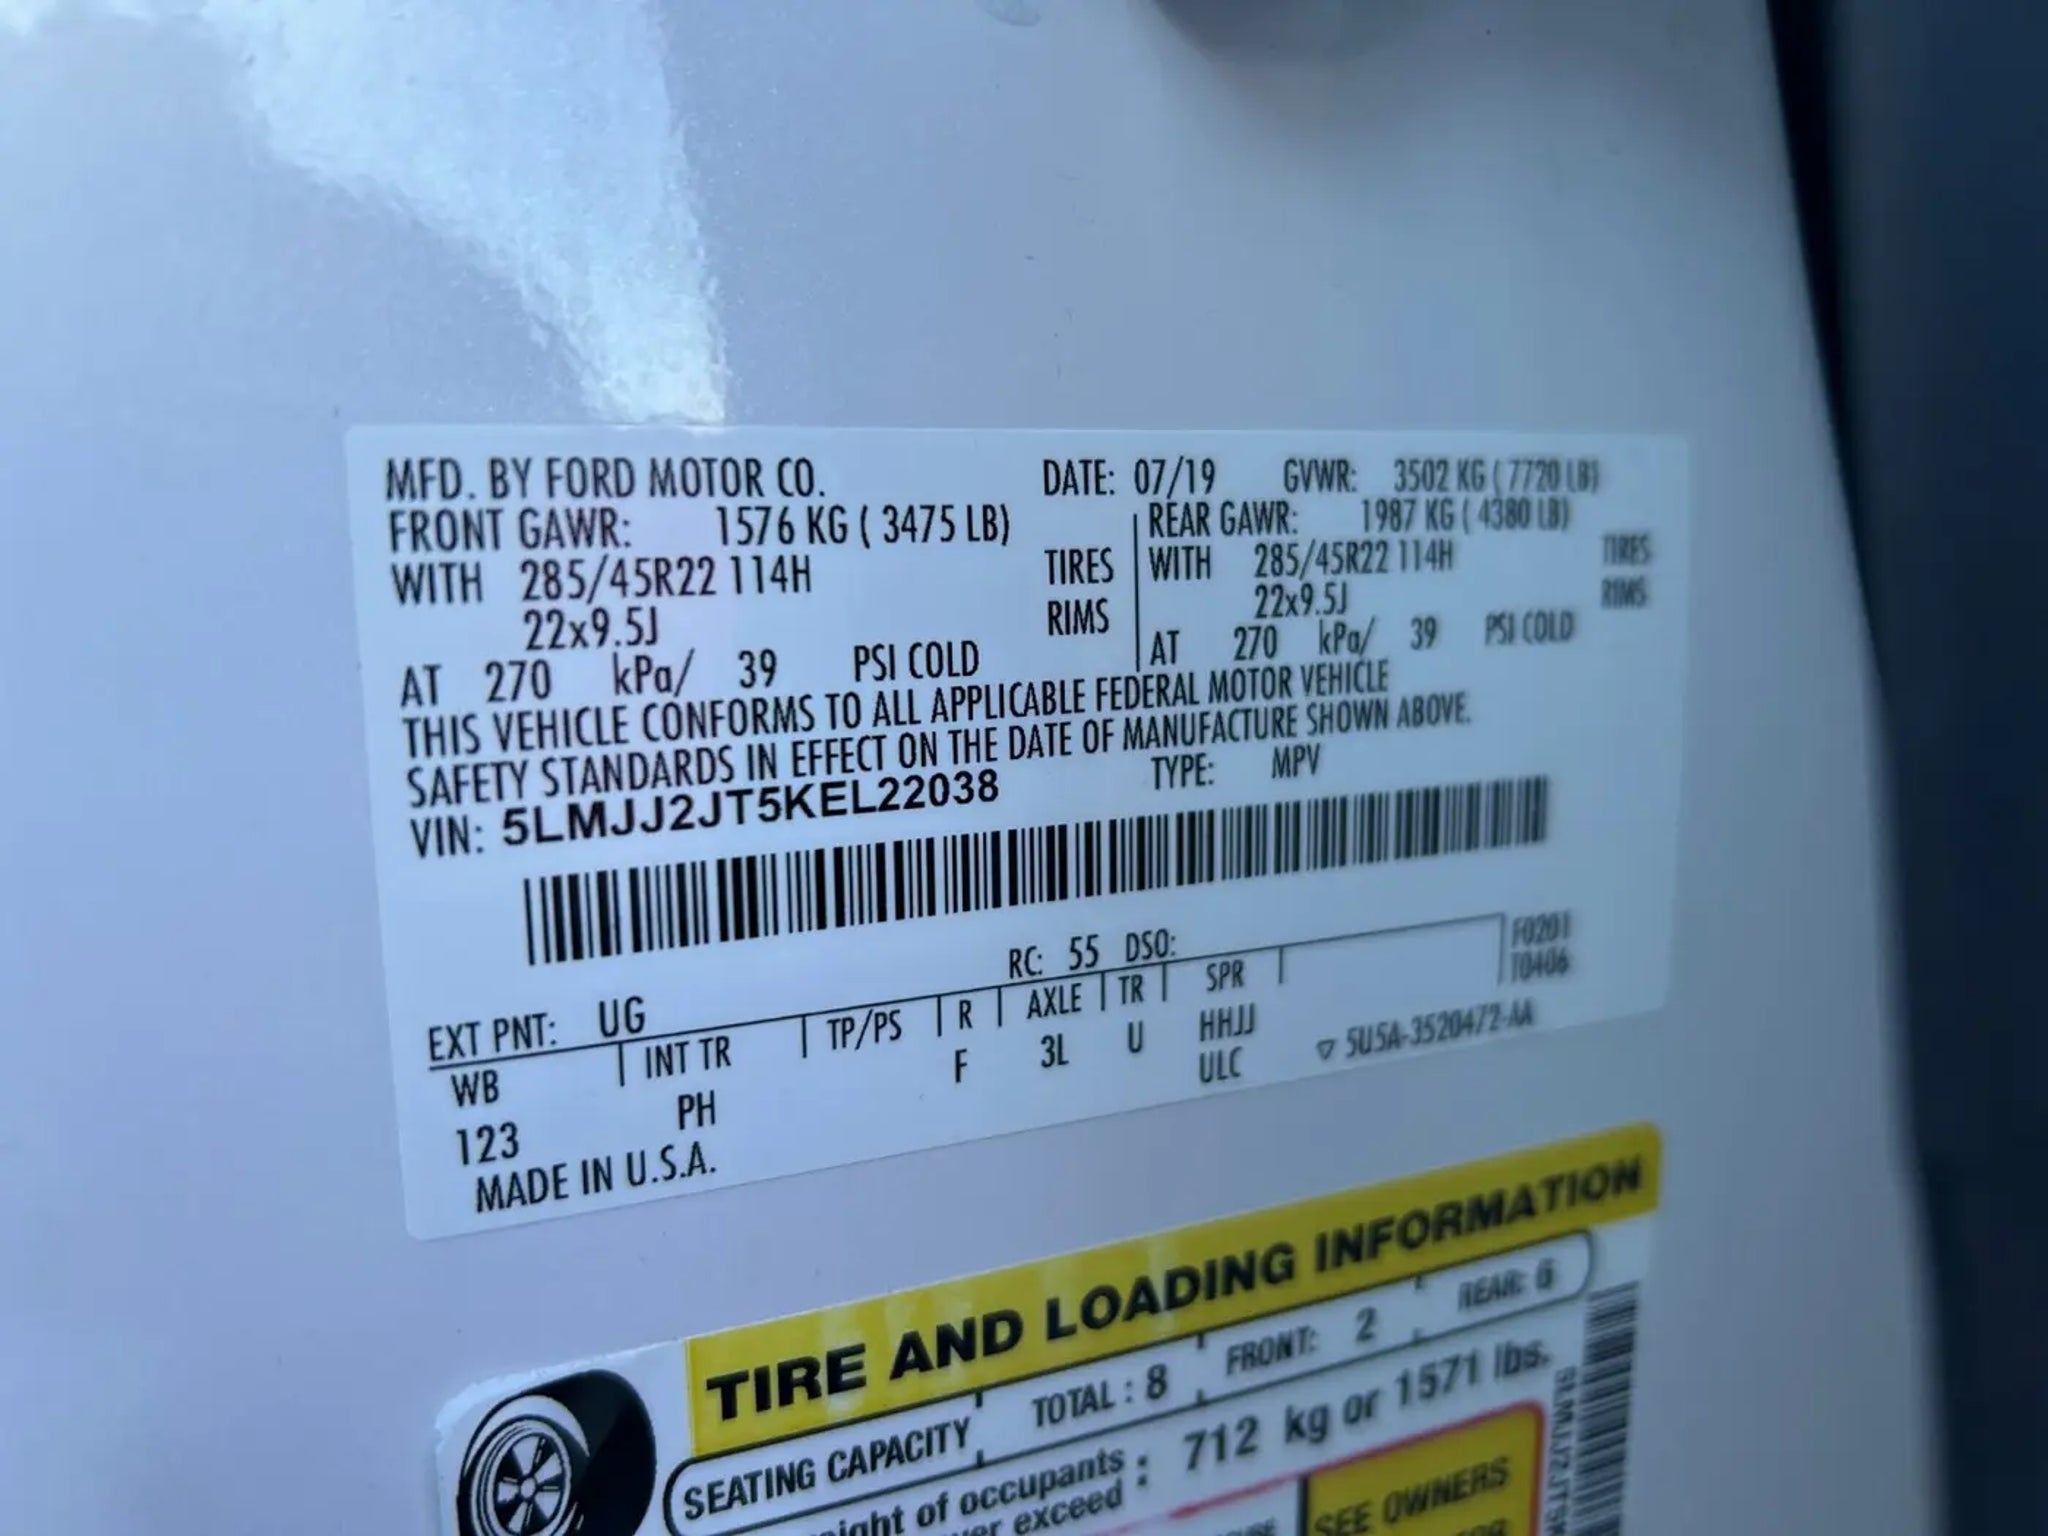 MFD. BY FORD MOTOR CO. DATE: 07/19 GVWR: 3502 KG ( 7720 LB)
FRONT GAWR: 1576 KG ( 3475 LB) REAR GAWR: 1987 KG ( 4380 LB)
WITH 285/45R22 114H TIRES WITH 285/45R22 114H TIRES
22x9.5J RIMS 22x9.5J RIMS
AT 270 kPa/ 39 PSI COLD AT 270 kPa/ 39 PSI COLD
THIS VEHICLE CONFORMS TO ALL APPLICABLE FEDERAL MOTOR VEHICLE
SAFETY STANDARDS IN EFFECT ON THE DATE OF MANUFACTURE SHOWN ABOVE.
VIN: 5LMJJ2JT5KEL22038 TYPE: MPV
F0201
EXT PNT: UG RC: 55 DSO: T0406
WB INT TR TP/PS R AXLE TR SPR
123 PH F 3L U HHJJ
ULC ▽ 5U5A-3520472-AA
MADE IN U.S.A.
TIRE AND LOADING INFORMATION
SEATING CAPACITY TOTAL : 8 FRONT: 2 REAR: 6
of occupants : 712 kg or 1571 lbs.
exceed
SEE OWNERS